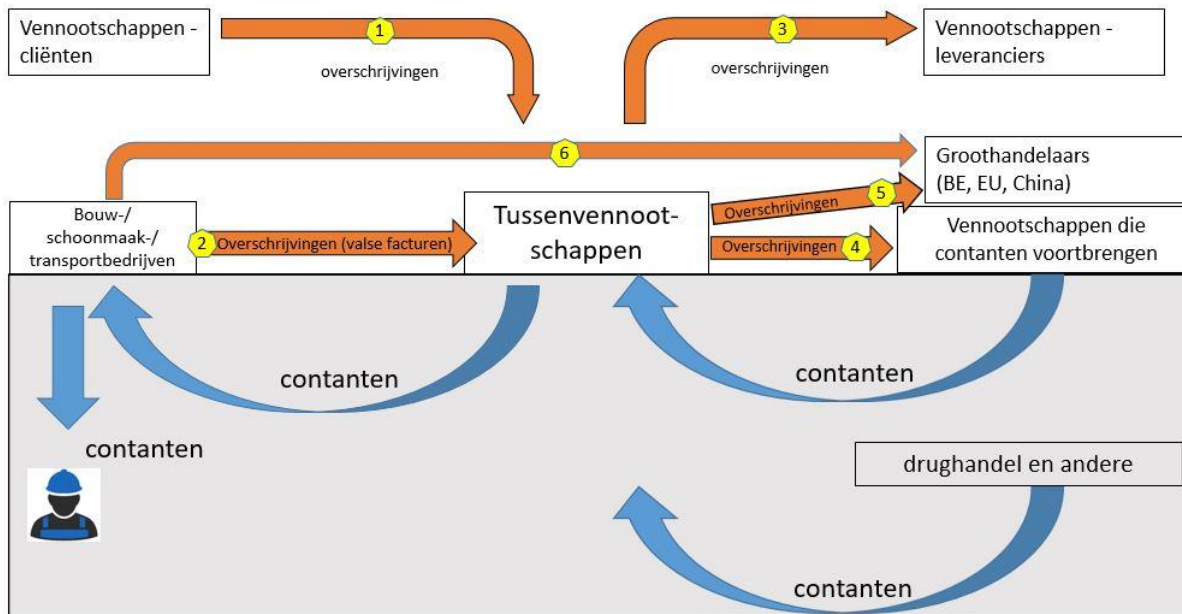 Vennootschappen -
cliënten
1
overschrijvingen
3
overschrijvingen
Vennootschappen -
leveranciers
6
Groothandelaars
(BE, EU, China)
Bouw-/
schoonmaak-/
transportbedrijven
2
Overschrijvingen (valse facturen)
Tussenvennoot-
schappen
Overschrijvingen
5
Overschrijvingen
4
Vennootschappen die
contanten voortbrengen
contanten
contanten
contanten
drughandel en andere
contanten